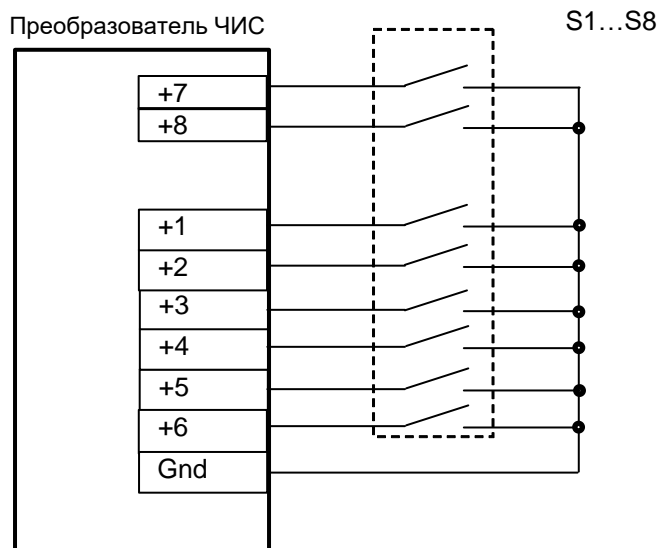 Преобразователь ЧИС
S1…S8
+7
+8
+1
+2
+3
+4
+5
+6
Gnd